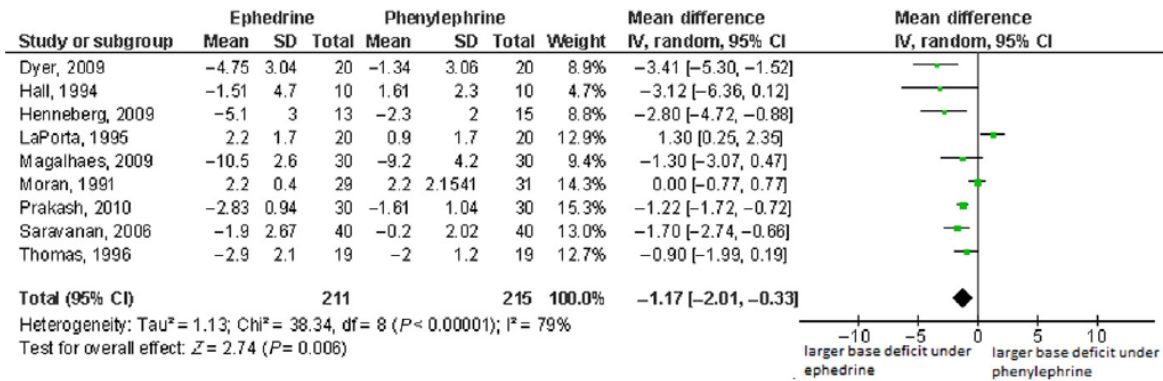 Ephedrine Phenylephrine Mean difference Mean difference
Study or subgroup Mean SD Total Mean SD Total Weight IV, random, 95% CI IV, random, 95% CI
Dyer, 2009 −4.75 3.04 20 −1.34 3.06 20 8.9% −3.41 [−5.30, −1.52]
Hall, 1994 −1.51 4.7 10 1.61 2.3 10 4.7% −3.12 [−6.36, 0.12]
Henneberg, 2009 −5.1 3 13 −2.3 2 15 8.8% −2.80 [−4.72, −0.88]
LaPorta, 1995 2.2 1.7 20 0.9 1.7 20 12.9% 1.30 [0.25, 2.35]
Magalhaes, 2009 −10.5 2.6 30 −9.2 4.2 30 9.4% −1.30 [−3.07, 0.47]
Moran, 1991 2.2 0.4 29 2.2 2.1541 31 14.3% 0.00 [−0.77, 0.77]
Prakash, 2010 −2.83 0.94 30 −1.61 1.04 30 15.3% −1.22 [−1.72, −0.72]
Saravanan, 2006 −1.9 2.67 40 −0.2 2.02 40 13.0% −1.70 [−2.74, −0.66]
Thomas, 1996 −2.9 2.1 19 −2 1.2 19 12.7% −0.90 [−1.99, 0.19]
Total (95% CI) 211 215 100.0% −1.17 [−2.01, −0.33]
Heterogeneity: Tau² = 1.13; Chi² = 38.34, df = 8 (P < 0.00001); I² = 79%
Test for overall effect: Z = 2.74 (P = 0.006)
−10 −5 0 5 10
larger base deficit under ephedrine
larger base deficit under phenylephrine